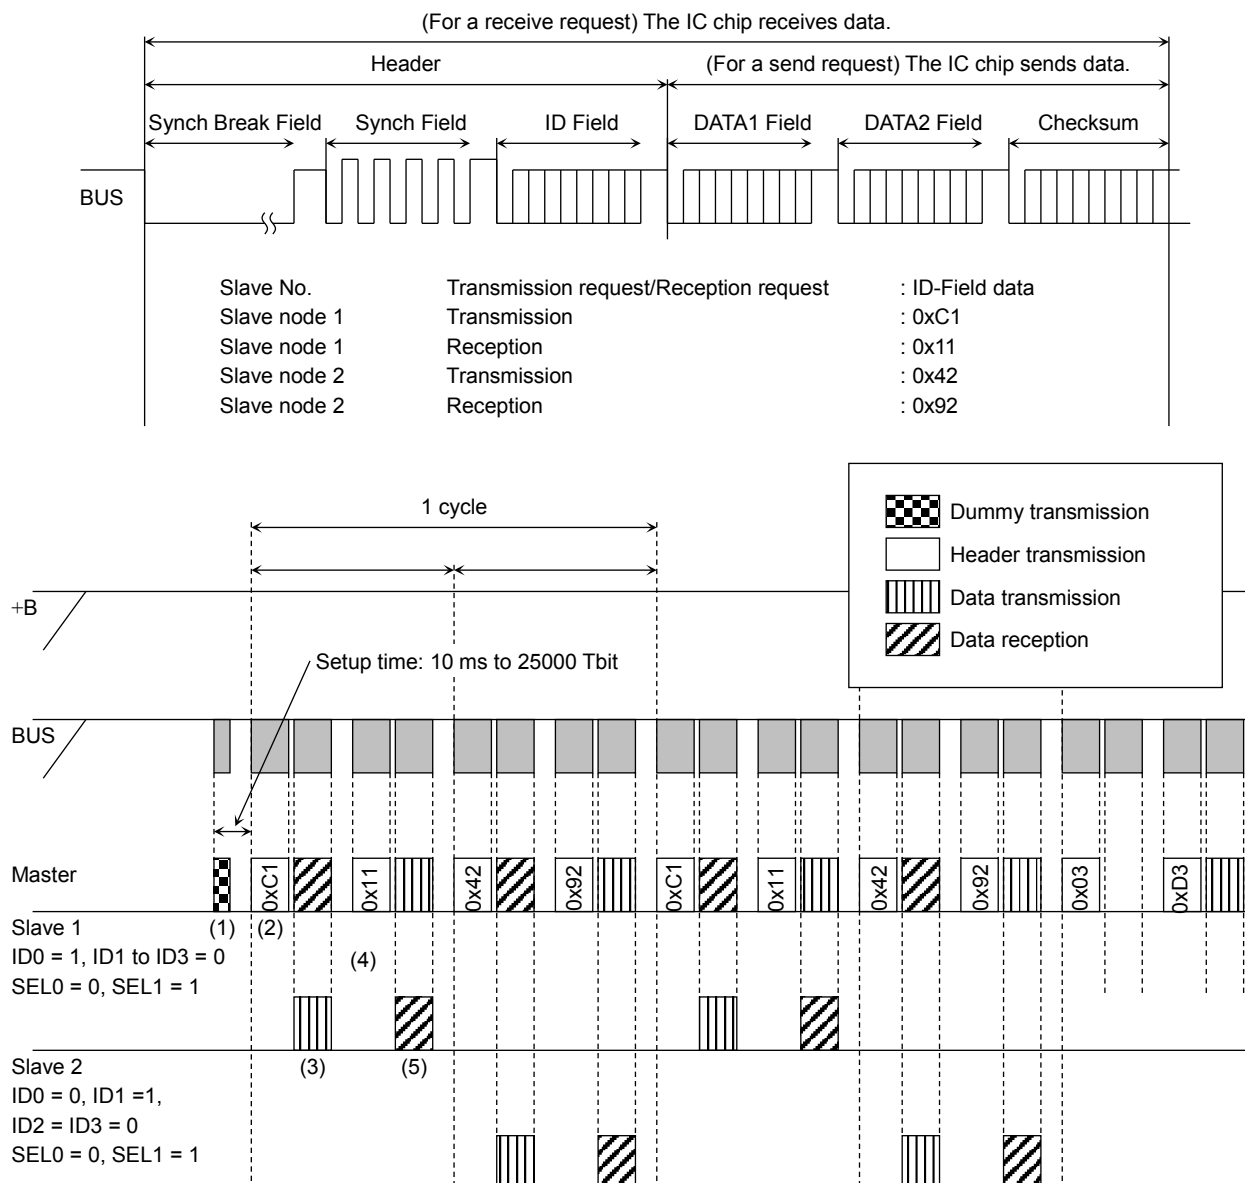 (For a receive request) The IC chip receives data.
Header
(For a send request) The IC chip sends data.
Synch Break Field
Synch Field
ID Field
DATA1 Field
DATA2 Field
Checksum
BUS
Slave No. Transmission request/Reception request : ID-Field data
Slave node 1 Transmission : 0xC1
Slave node 1 Reception : 0x11
Slave node 2 Transmission : 0x42
Slave node 2 Reception : 0x92
Dummy transmission
Header transmission
Data transmission
Data reception
1 cycle
+B
Setup time: 10 ms to 25000 Tbit
BUS
Master
0xC1
0x11
0x42
0x92
0xC1
0x11
0x42
0x92
0x03
0xD3
Slave 1 (1) (2)
ID0 = 1, ID1 to ID3 = 0 (4)
SEL0 = 0, SEL1 = 1
Slave 2 (3) (5)
ID0 = 0, ID1 =1,
ID2 = ID3 = 0
SEL0 = 0, SEL1 = 1